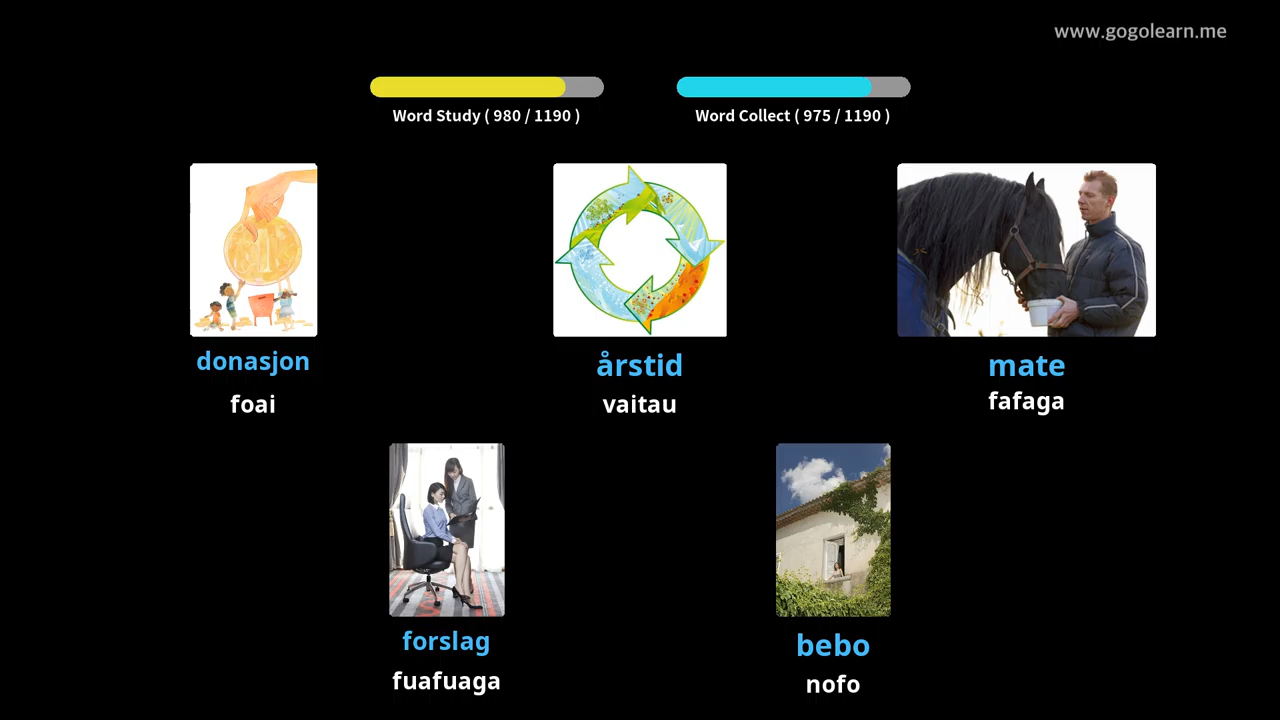 www.gogolearn.me
Word Study ( 980 / 1190 )
Word Collect ( 975 / 1190 )
donasjon
foai
årstid
vaitau
mate
fafaga
forslag
fuafuaga
bebo
nofo